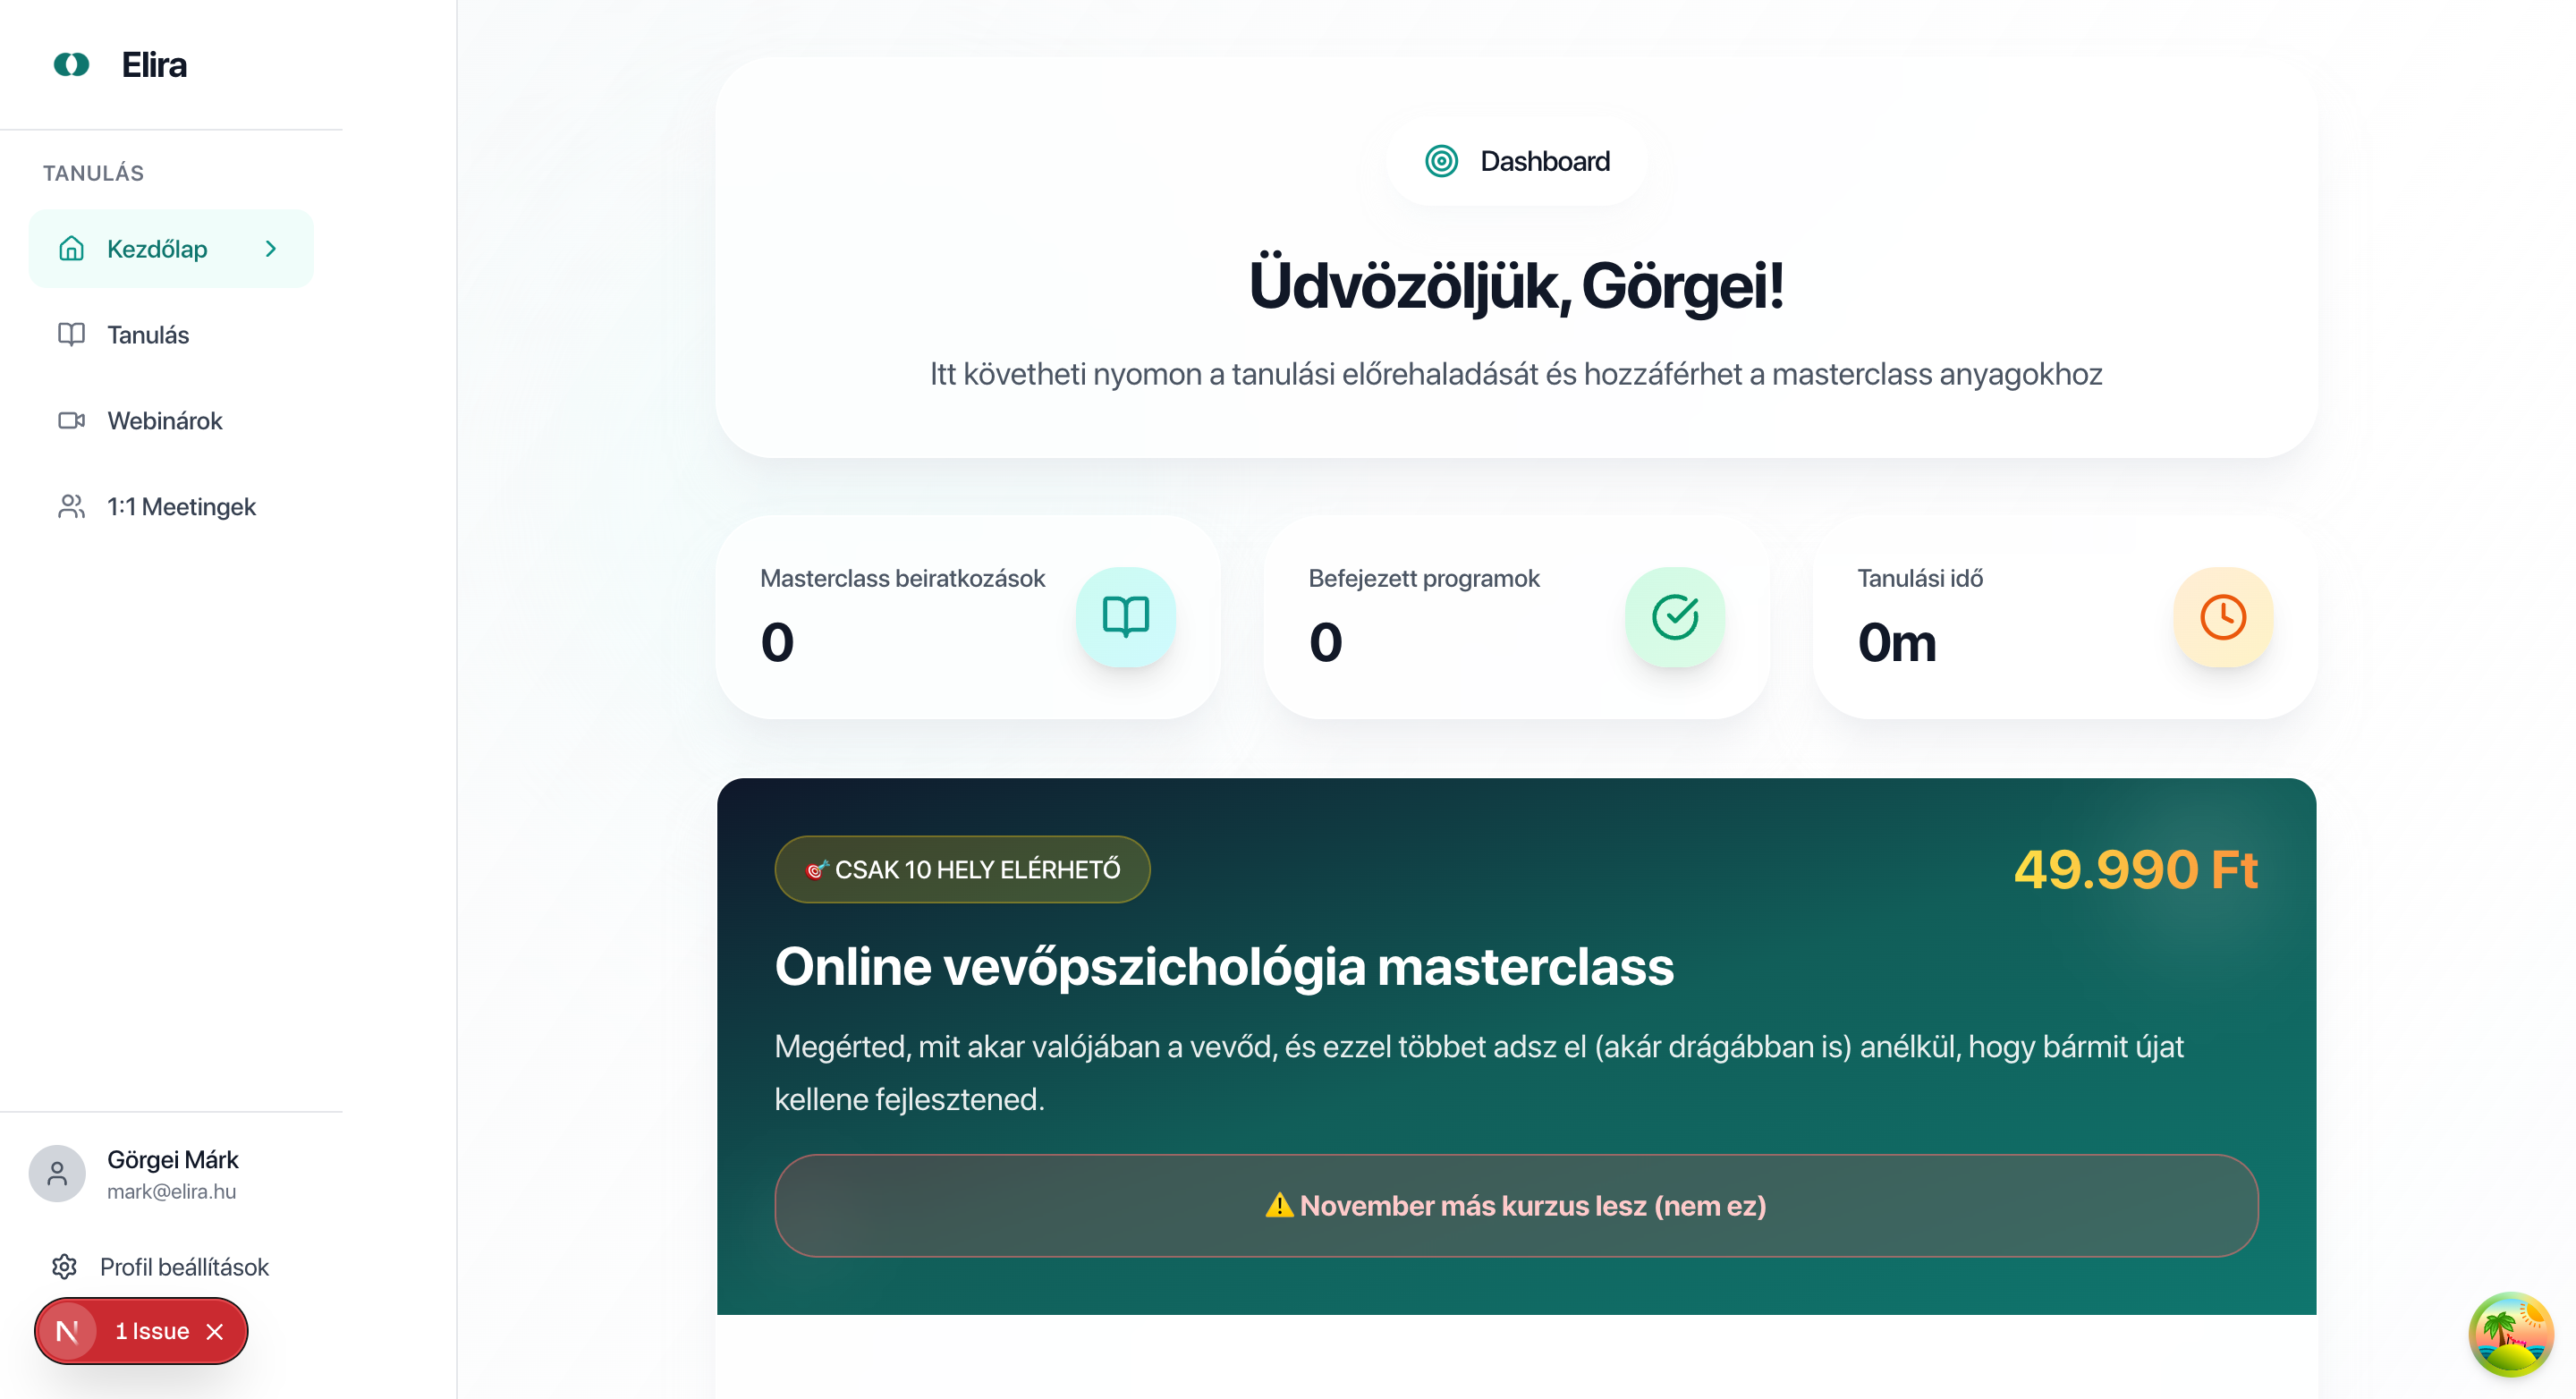 Elira
TANULÁS
Kezdőlap
Tanulás
Webinárok
1:1 Meetingek
Görgei Márk
mark@elira.hu
Profil beállítások
N
1 Issue
Dashboard
Üdvözöljük, Görgei!
Itt követheti nyomon a tanulási előrehaladását és hozzáférhet a masterclass anyagokhoz
Masterclass beiratkozások
0
Befejezett programok
0
Tanulási idő
0m
🎯 CSAK 10 HELY ELÉRHETŐ
49.990 Ft
Online vevőpszichológia masterclass
Megérted, mit akar valójában a vevőd, és ezzel többet adsz el (akár drágábban is) anélkül, hogy bármit újat
kellene fejlesztened.
⚠️ November más kurzus lesz (nem ez)